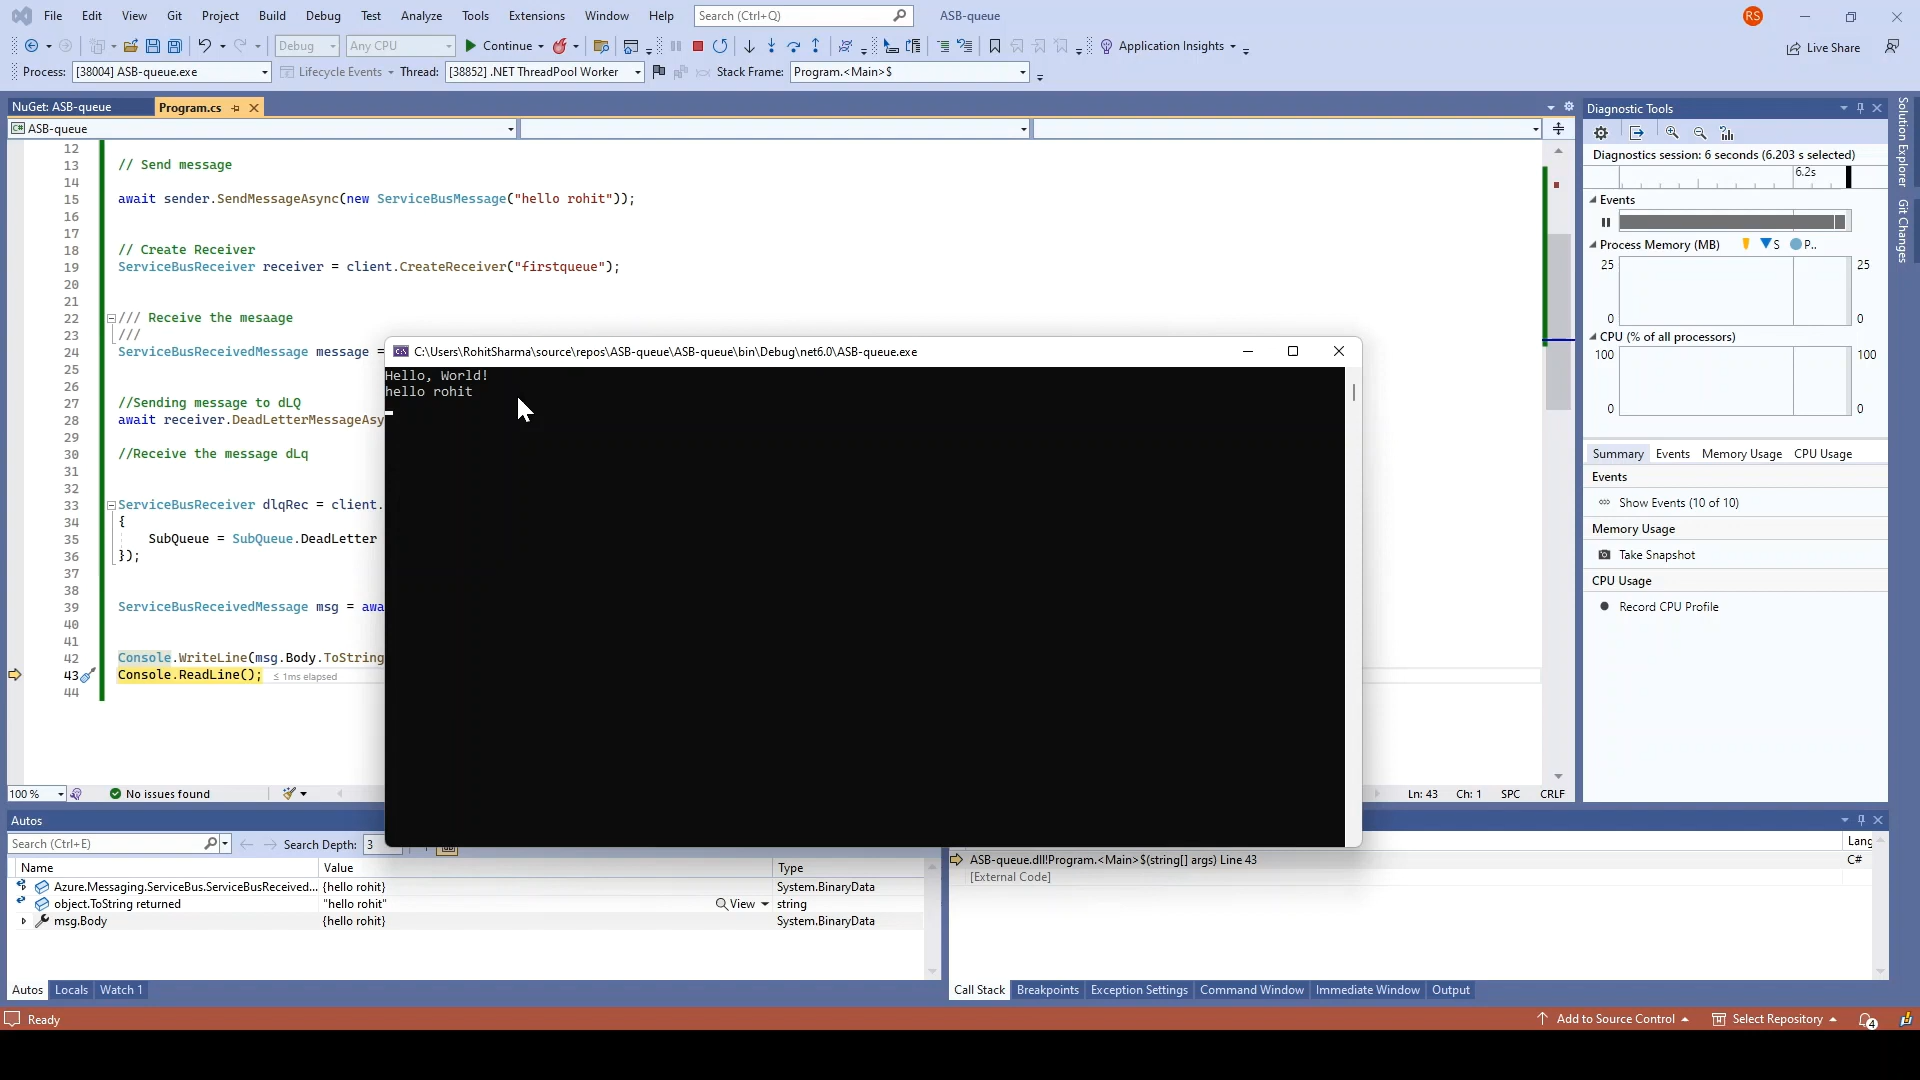 File Edit View Git Project Build Debug Test Analyze Tools Extensions Window Help Search (Ctrl+Q) ASB-queue RS
Debug Any CPU Continue Application Insights Live Share
Process: [38004] ASB-queue.exe Lifecycle Events Thread: [38852] .NET ThreadPool Worker Stack Frame: Program.<Main>$
NuGet: ASB-queue Program.cs
C# ASB-queue
12
13 // Send message
14
15 await sender.SendMessageAsync(new ServiceBusMessage("hello rohit"));
16
17
18 // Create Receiver
19 ServiceBusReceiver receiver = client.CreateReceiver("firstqueue");
20
21
22 /// Receive the mesaage
23 ///
24 ServiceBusReceivedMessage message =
25
26
27 //Sending message to dLQ
28 await receiver.DeadLetterMessageAsy
29
30 //Receive the message dLq
31
32
33 ServiceBusReceiver dlqRec = client.
34 {
35 SubQueue = SubQueue.DeadLetter
36 });
37
38
39 ServiceBusReceivedMessage msg = awa
40
41
42 Console.WriteLine(msg.Body.ToString
43 Console.ReadLine(); ≤ 1ms elapsed
44
C:\Users\RohitSharma\source\repos\ASB-queue\ASB-queue\bin\Debug\net6.0\ASB-queue.exe
Hello, World!
hello rohit
100 % No issues found Ln: 43 Ch: 1 SPC CRLF
Diagnostic Tools
Diagnostics session: 6 seconds (6.203 s selected)
6.2s
Events
Process Memory (MB) S P..
25 25
0 0
CPU (% of all processors)
100 100
0 0
Summary Events Memory Usage CPU Usage
Events
Show Events (10 of 10)
Memory Usage
Take Snapshot
CPU Usage
Record CPU Profile
Solution Explorer
Git Changes
Autos
Search (Ctrl+E) Search Depth: 3
Name Value Type
Azure.Messaging.ServiceBus.ServiceBusReceived... {hello rohit} System.BinaryData
object.ToString returned "hello rohit" View string
msg.Body {hello rohit} System.BinaryData
Autos Locals Watch 1
Lang
ASB-queue.dll!Program.<Main>$(string[] args) Line 43 C#
[External Code]
Call Stack Breakpoints Exception Settings Command Window Immediate Window Output
Ready Add to Source Control Select Repository 4